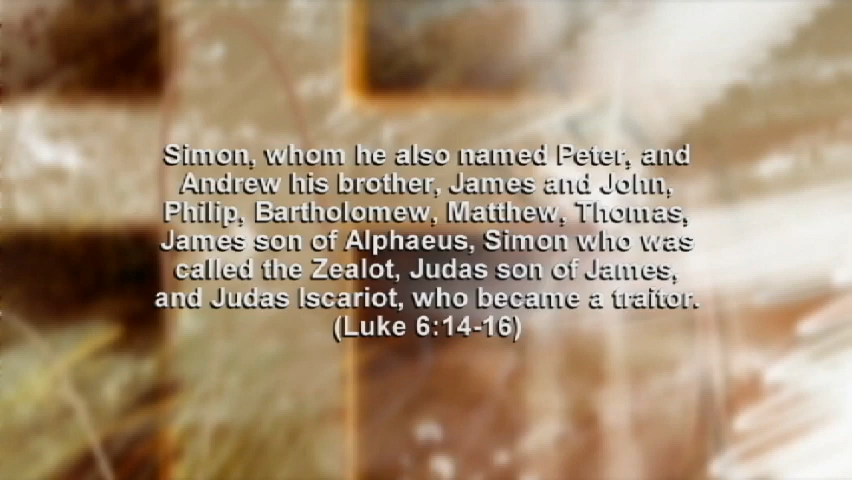 Simon, whom he also named Peter, and
Andrew his brother, James and John,
Philip, Bartholomew, Matthew, Thomas,
James son of Alphaeus, Simon who was
called the Zealot, Judas son of James,
and Judas Iscariot, who became a traitor.
(Luke 6:14-16)